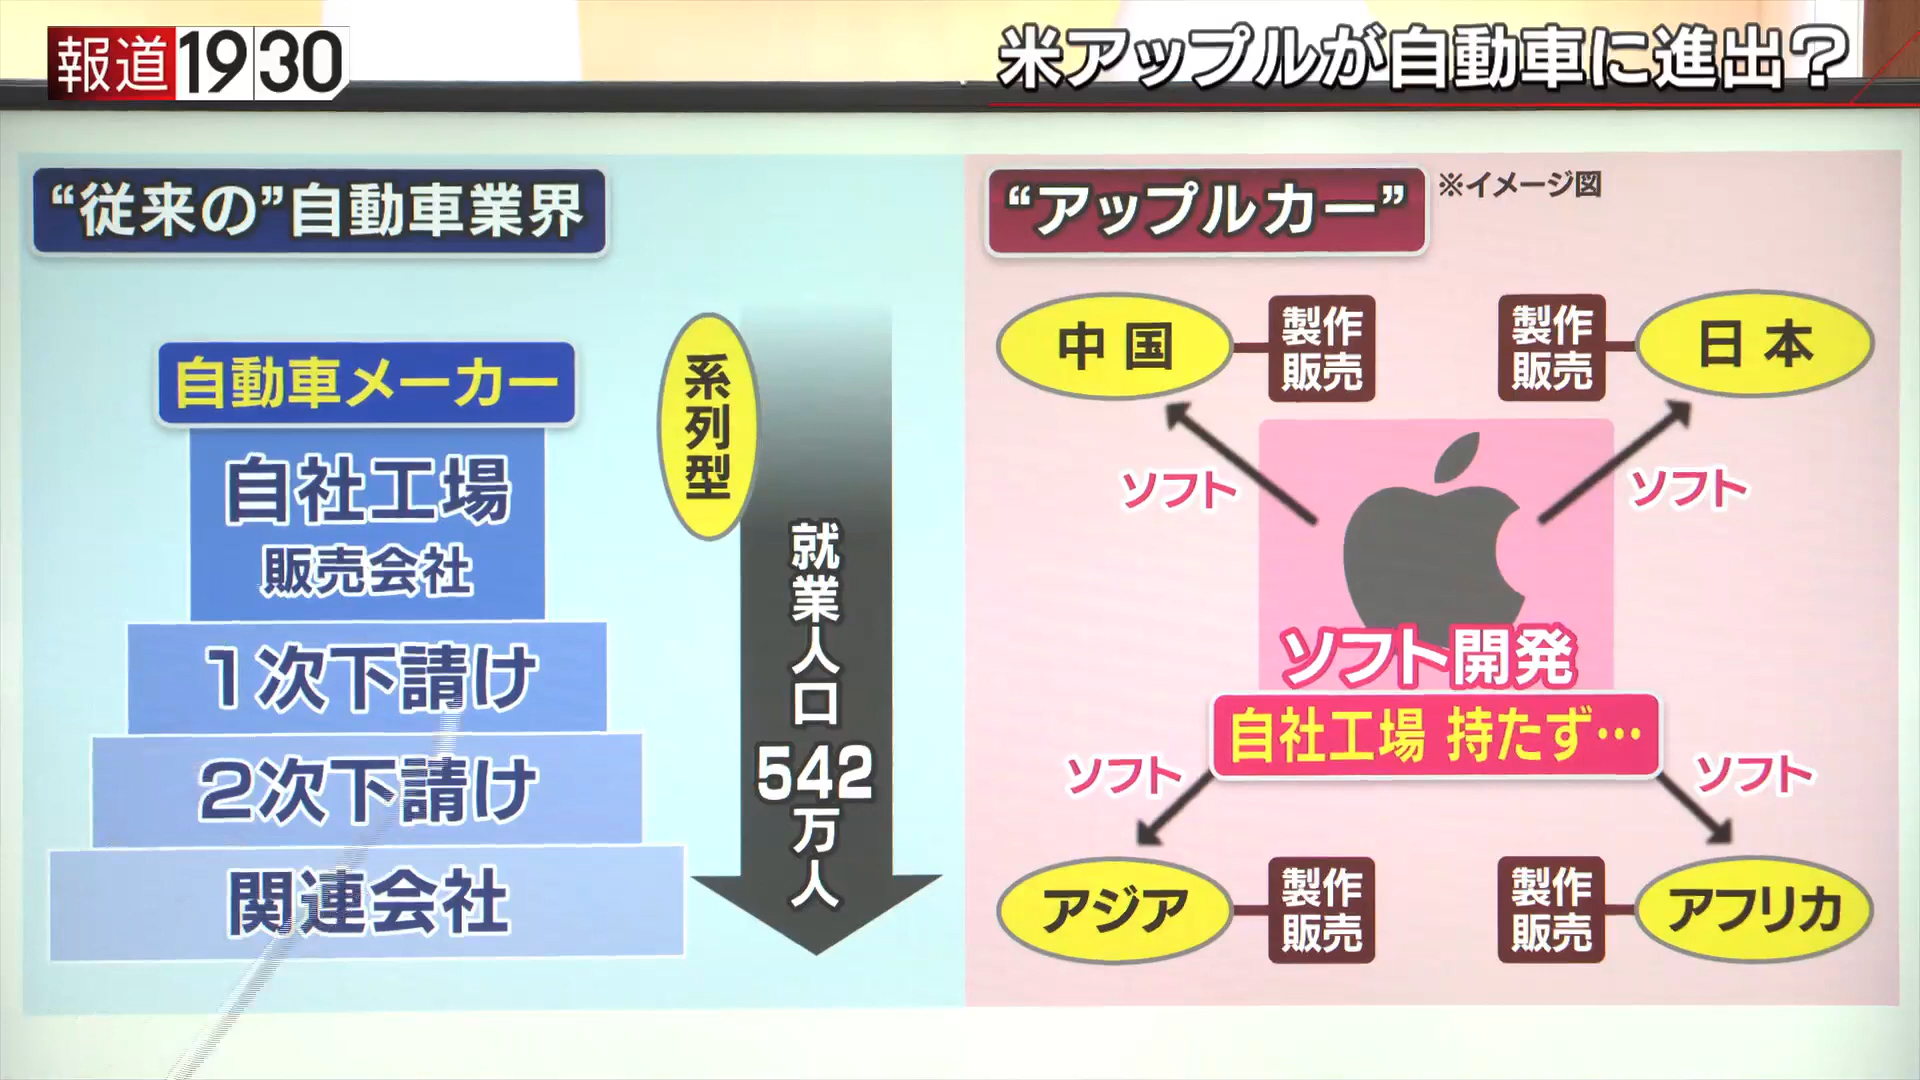 報道1930
米アップルが自動車に進出？
“従来の”自動車業界
自動車メーカー
自社工場
販売会社
1次下請け
2次下請け
関連会社
系列型
就業人口
542
万人
“アップルカー”
※イメージ図
中国
製作
販売
製作
販売
日本
ソフト
ソフト
ソフト開発
自社工場 持たず…
ソフト
ソフト
アジア
製作
販売
製作
販売
アフリカ